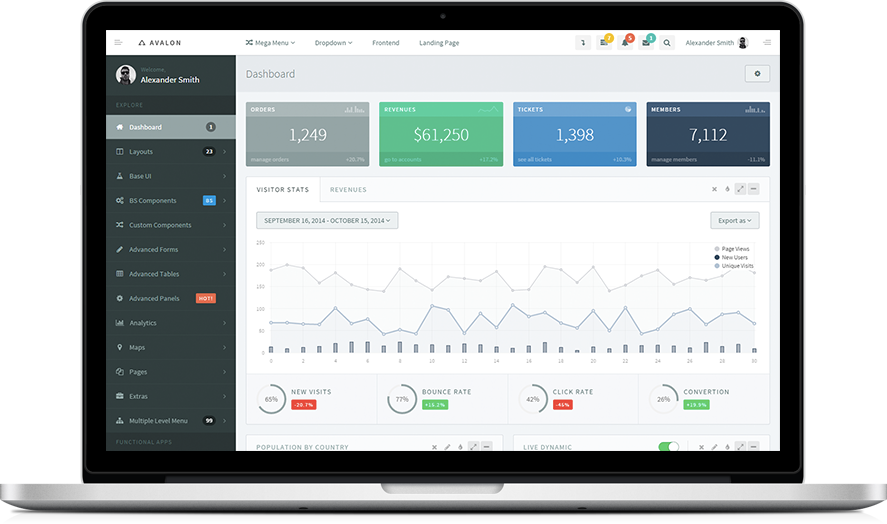 AVALON
Mega Menu
Dropdown
Frontend
Landing Page
7
5
1
Alexander Smith
Welcome,
Alexander Smith
EXPLORE
Dashboard 1
Layouts 23
Base UI
BS Components BS
Custom Components
Advanced Forms
Advanced Tables
Advanced Panels HOT!
Analytics
Maps
Pages
Extras
Multiple Level Menu 99
FUNCTIONAL APPS
Dashboard
ORDERS
1,249
manage orders +20.7%
REVENUES
$61,250
go to accounts +17.2%
TICKETS
1,398
see all tickets +10.3%
MEMBERS
7,112
manage members -11.1%
VISITOR STATS REVENUES
SEPTEMBER 16, 2014 - OCTOBER 15, 2014
Export as
Page Views
New Users
Unique Visits
250
200
150
100
50
0
0 2 4 6 8 10 12 14 16 18 20 22 24 26 28 30
65%
NEW VISITS
-20.7%
77%
BOUNCE RATE
+16.2%
42%
CLICK RATE
-46%
26%
CONVERTION
+19.9%
POPULATION BY COUNTRY
LIVE DYNAMIC